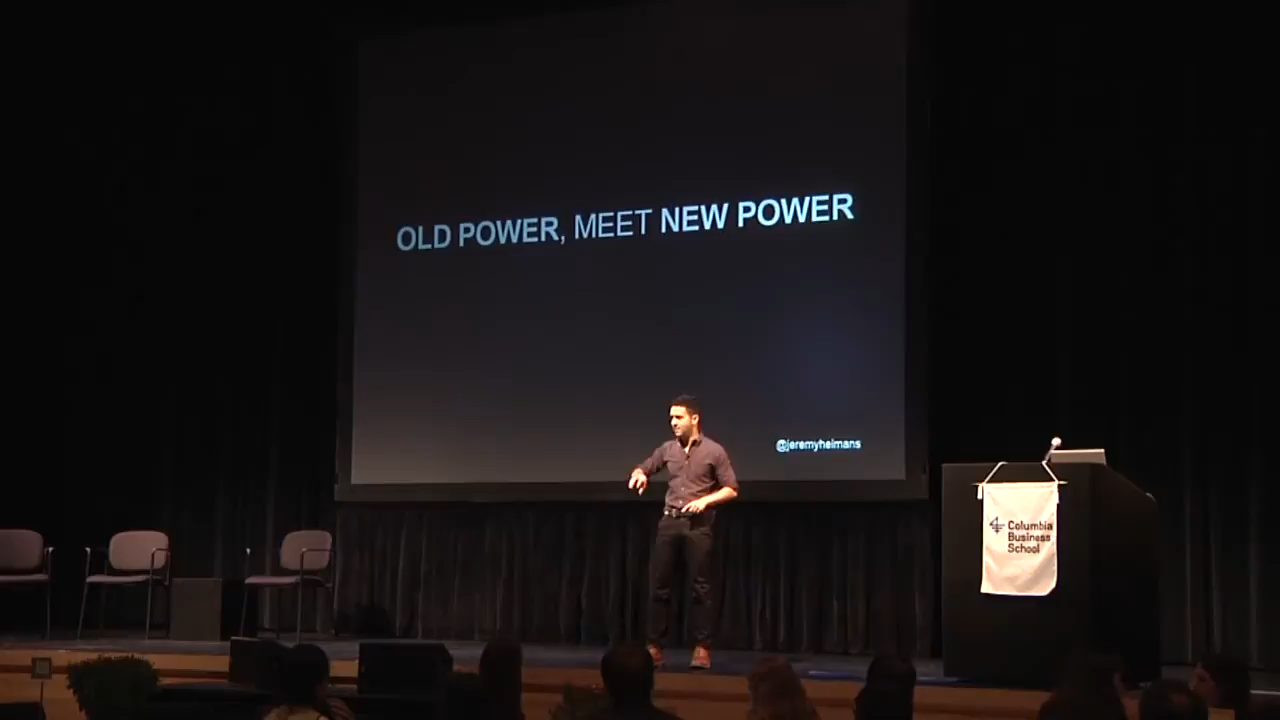 OLD POWER, MEET NEW POWER
@jeremyheimans
Columbia
Business
School